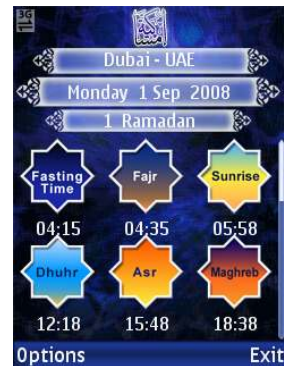 3G
Dubai - UAE
Monday 1 Sep 2008
1 Ramadan
Fasting Time
Fajr
Sunrise
04:15
04:35
05:58
Dhuhr
Asr
Maghreb
12:18
15:48
18:38
Options
Exit